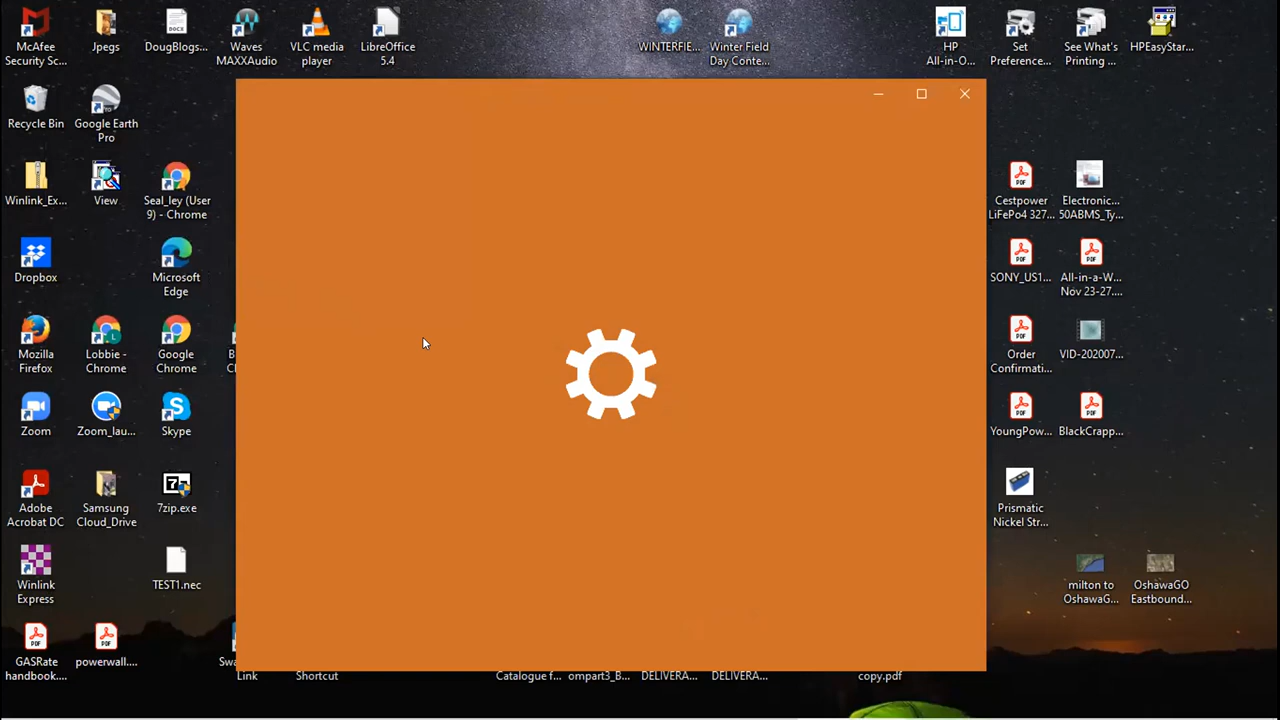 McAfee
Security Sc...
Jpegs
DougBlogs...
Waves
MAXXAudio
VLC media
player
LibreOffice
5.4
WINTERFIE...
Winter Field
Day Conte...
HP
All-in-O...
Set
Preference...
See What's
Printing ...
HPEasyStar...
DOCX
Recycle Bin
Google Earth
Pro
Winlink_Ex...
View
Seal_ley (User
9) - Chrome
Cestpower
LiFePo4 327...
Electronic...
50ABMS_Ty...
Dropbox
Microsoft
Edge
SONY_US1...
All-in-a-W...
Nov 23-27....
Mozilla
Firefox
Lobbie -
Chrome
Google
Chrome
Order
Confirmati...
VID-202007...
Zoom
Zoom_lau...
Skype
YoungPow...
BlackCrapp...
Adobe
Acrobat DC
Samsung
Cloud_Drive
7zip.exe
Prismatic
Nickel Str...
Winlink
Express
TEST1.nec
milton to
OshawaG...
OshawaGO
Eastbound...
GASRate
handbook....
powerwall....
Link
Shortcut
Catalogue f...
ompart3_B...
DELIVERA...
DELIVERA...
copy.pdf